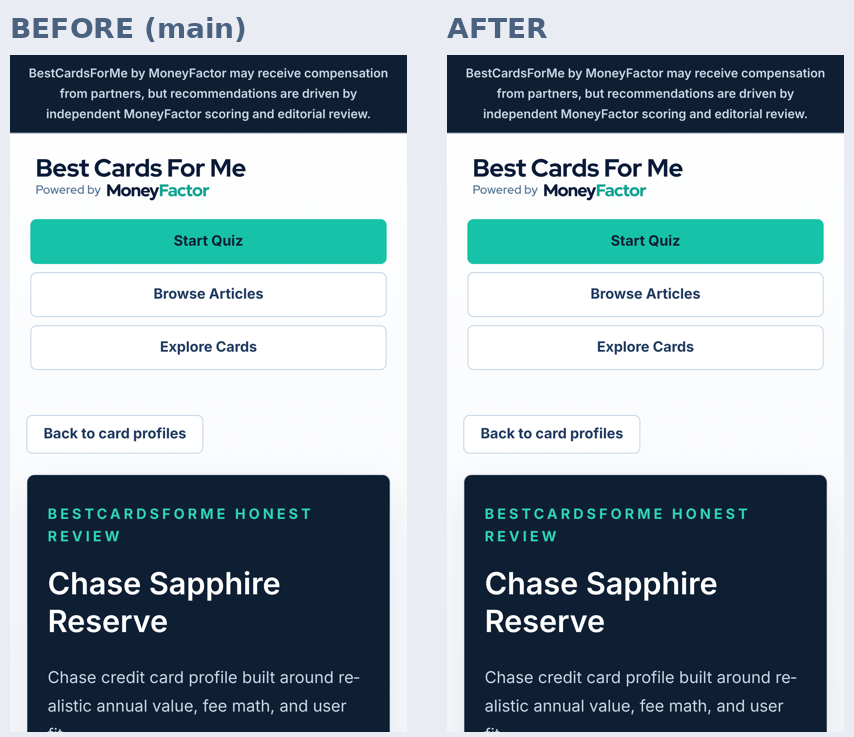 BEFORE (main)
BestCardsForMe by MoneyFactor may receive compensation
from partners, but recommendations are driven by
independent MoneyFactor scoring and editorial review.
Best Cards For Me
Powered by MoneyFactor
Start Quiz
Browse Articles
Explore Cards
Back to card profiles
BESTCARDSFORME HONEST
REVIEW
Chase Sapphire
Reserve
Chase credit card profile built around re-
alistic annual value, fee math, and user
fit.
AFTER
BestCardsForMe by MoneyFactor may receive compensation
from partners, but recommendations are driven by
independent MoneyFactor scoring and editorial review.
Best Cards For Me
Powered by MoneyFactor
Start Quiz
Browse Articles
Explore Cards
Back to card profiles
BESTCARDSFORME HONEST
REVIEW
Chase Sapphire
Reserve
Chase credit card profile built around re-
alistic annual value, fee math, and user
fit.